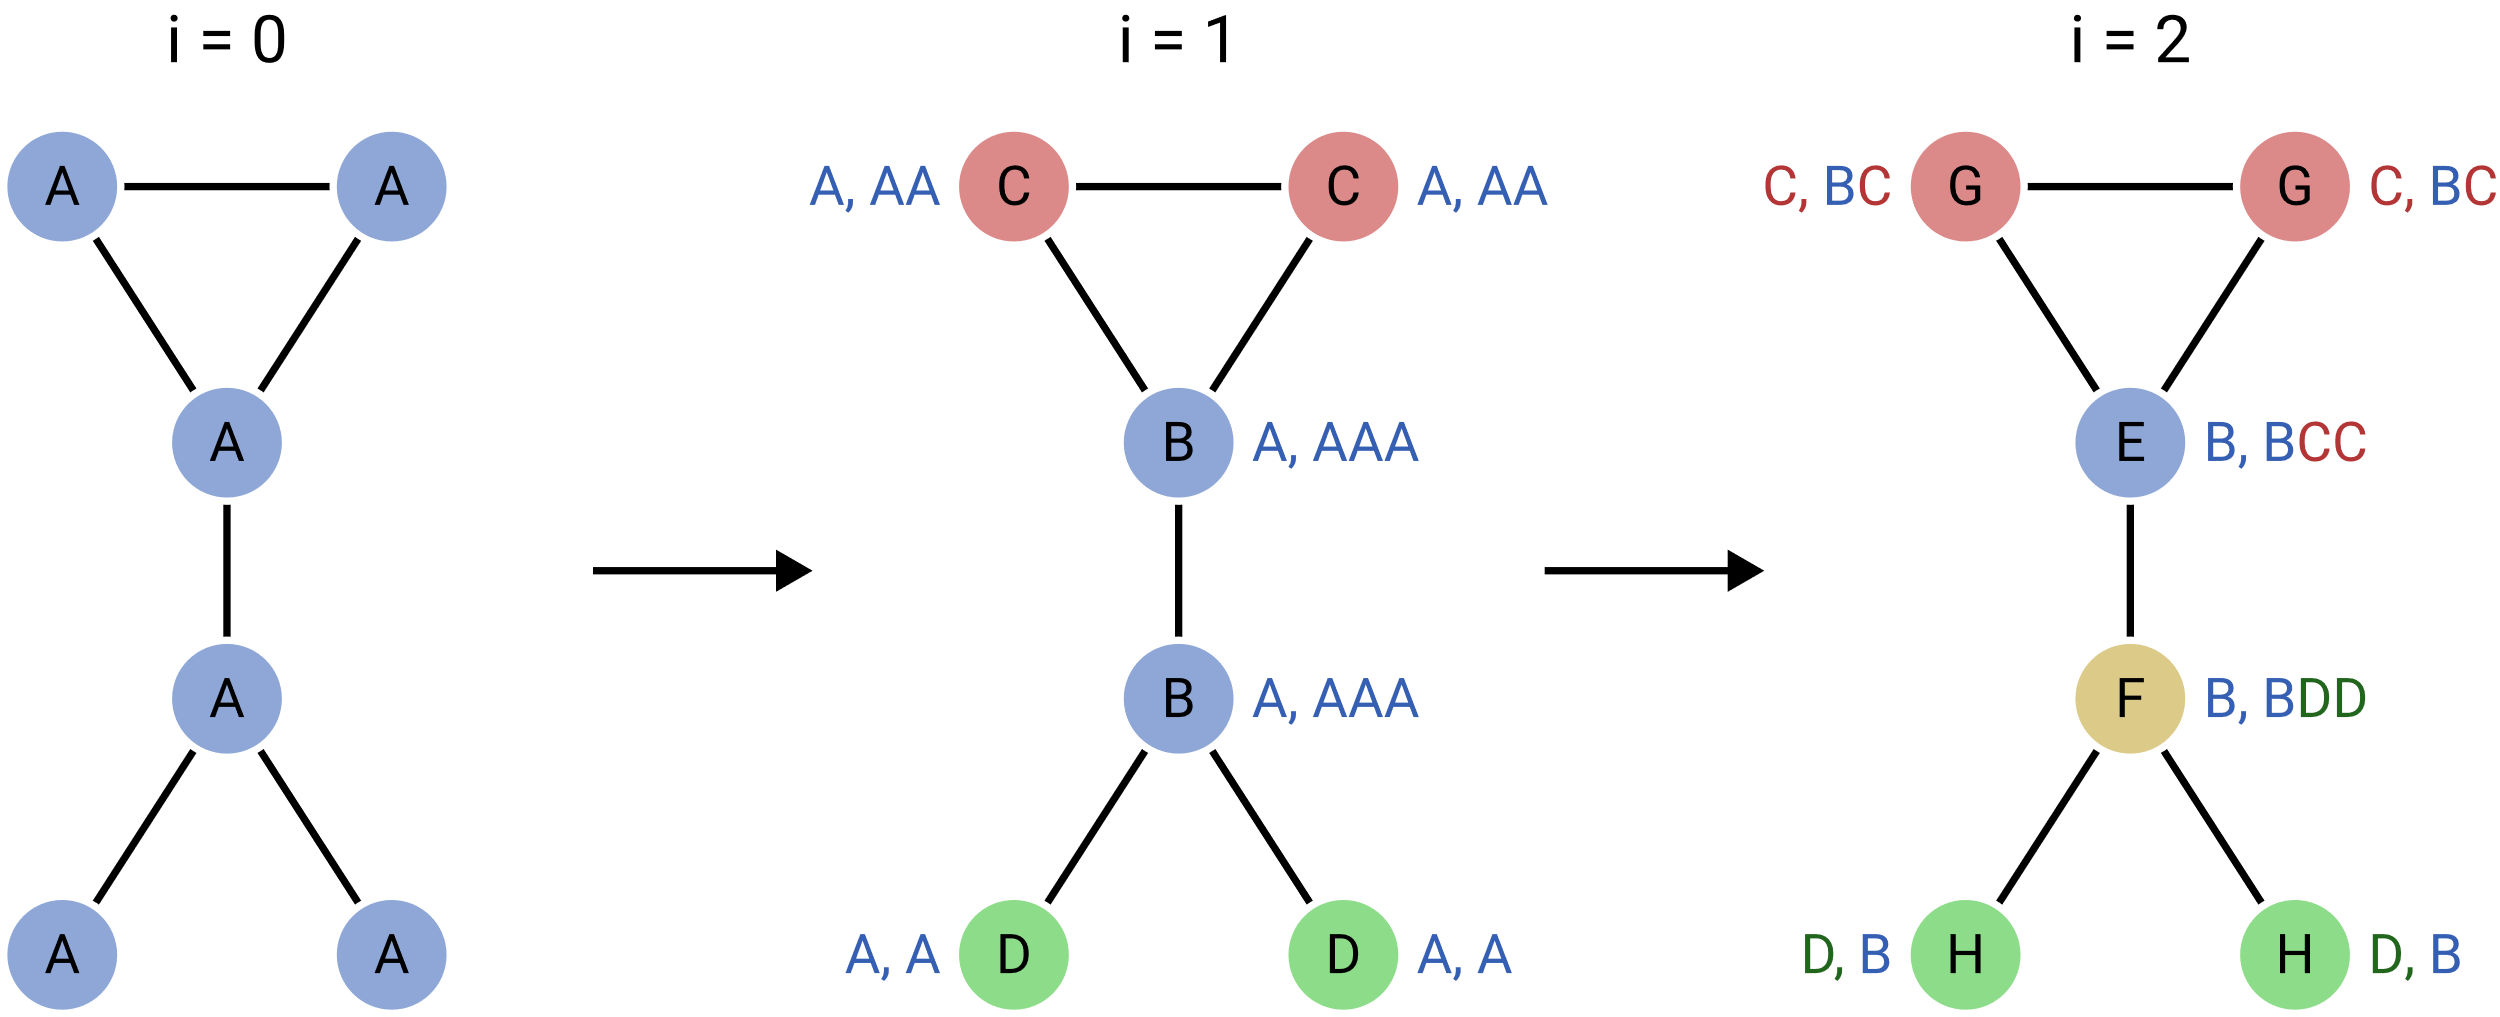 i = 0
i = 1
i = 2
A A
A, AA C C A, AA
C, BC G G C, BC
A
B A, AAA
E B, BCC
A
B A, AAA
F B, BDD
A A
A, A D D A, A
D, B H H D, B